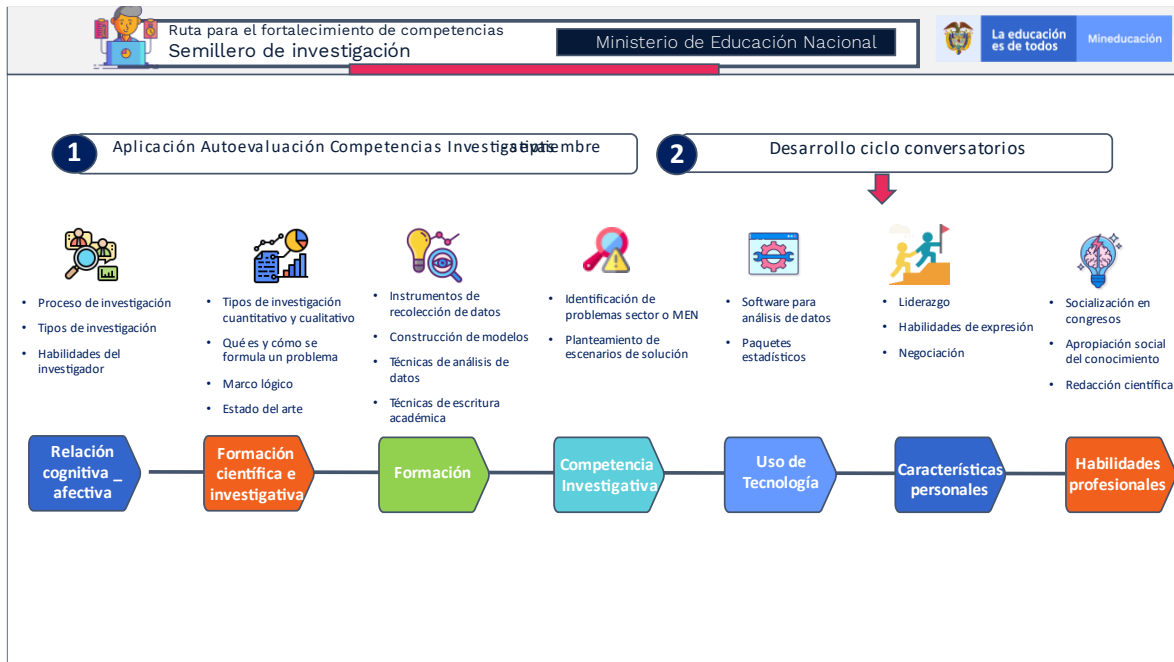 Ruta para el fortalecimiento de competencias
Semillero de investigación
Ministerio de Educación Nacional
La educación
es de todos
Mineducación
1
Aplicación Autoevaluación Competencias Investigativas septiembre
2
Desarrollo ciclo conversatorios
• Proceso de investigación
• Tipos de investigación
• Habilidades del
investigador
• Tipos de investigación
cuantitativo y cualitativo
• Qué es y cómo se
formula un problema
• Marco lógico
• Estado del arte
• Instrumentos de
recolección de datos
• Construcción de modelos
• Técnicas de análisis de
datos
• Técnicas de escritura
académica
• Identificación de
problemas sector o MEN
• Planteamiento de
escenarios de solución
• Software para
análisis de datos
• Paquetes
estadísticos
• Liderazgo
• Habilidades de expresión
• Negociación
• Socialización en
congresos
• Apropiación social
del conocimiento
• Redacción científica
Relación
cognitiva _
afectiva
Formación
científica e
investigativa
Formación
Competencia
Investigativa
Uso de
Tecnología
Características
personales
Habilidades
profesionales